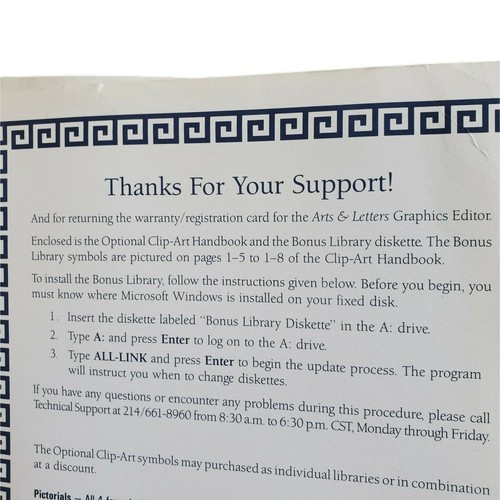 Thanks For Your Support!
And for returning the warranty/registration card for the Arts & Letters Graphics Editor.
Enclosed is the Optional Clip-Art Handbook and the Bonus Library diskette. The Bonus
Library symbols are pictured on pages 1–5 to 1–8 of the Clip-Art Handbook.
To install the Bonus Library, follow the instructions given below. Before you begin, you
must know where Microsoft Windows is installed on your fixed disk.
1. Insert the diskette labeled "Bonus Library Diskette" in the A: drive.
2. Type A: and press Enter to log on to the A: drive.
3. Type ALL-LINK and press Enter to begin the update process. The program
will instruct you when to change diskettes.
If you have any questions or encounter any problems during this procedure, please call
Technical Support at 214/661-8960 from 8:30 a.m. to 6:30 p.m. CST, Monday through Friday.
The Optional Clip-Art symbols may purchased as individual libraries or in combination
at a discount.
Pictorials — All 4